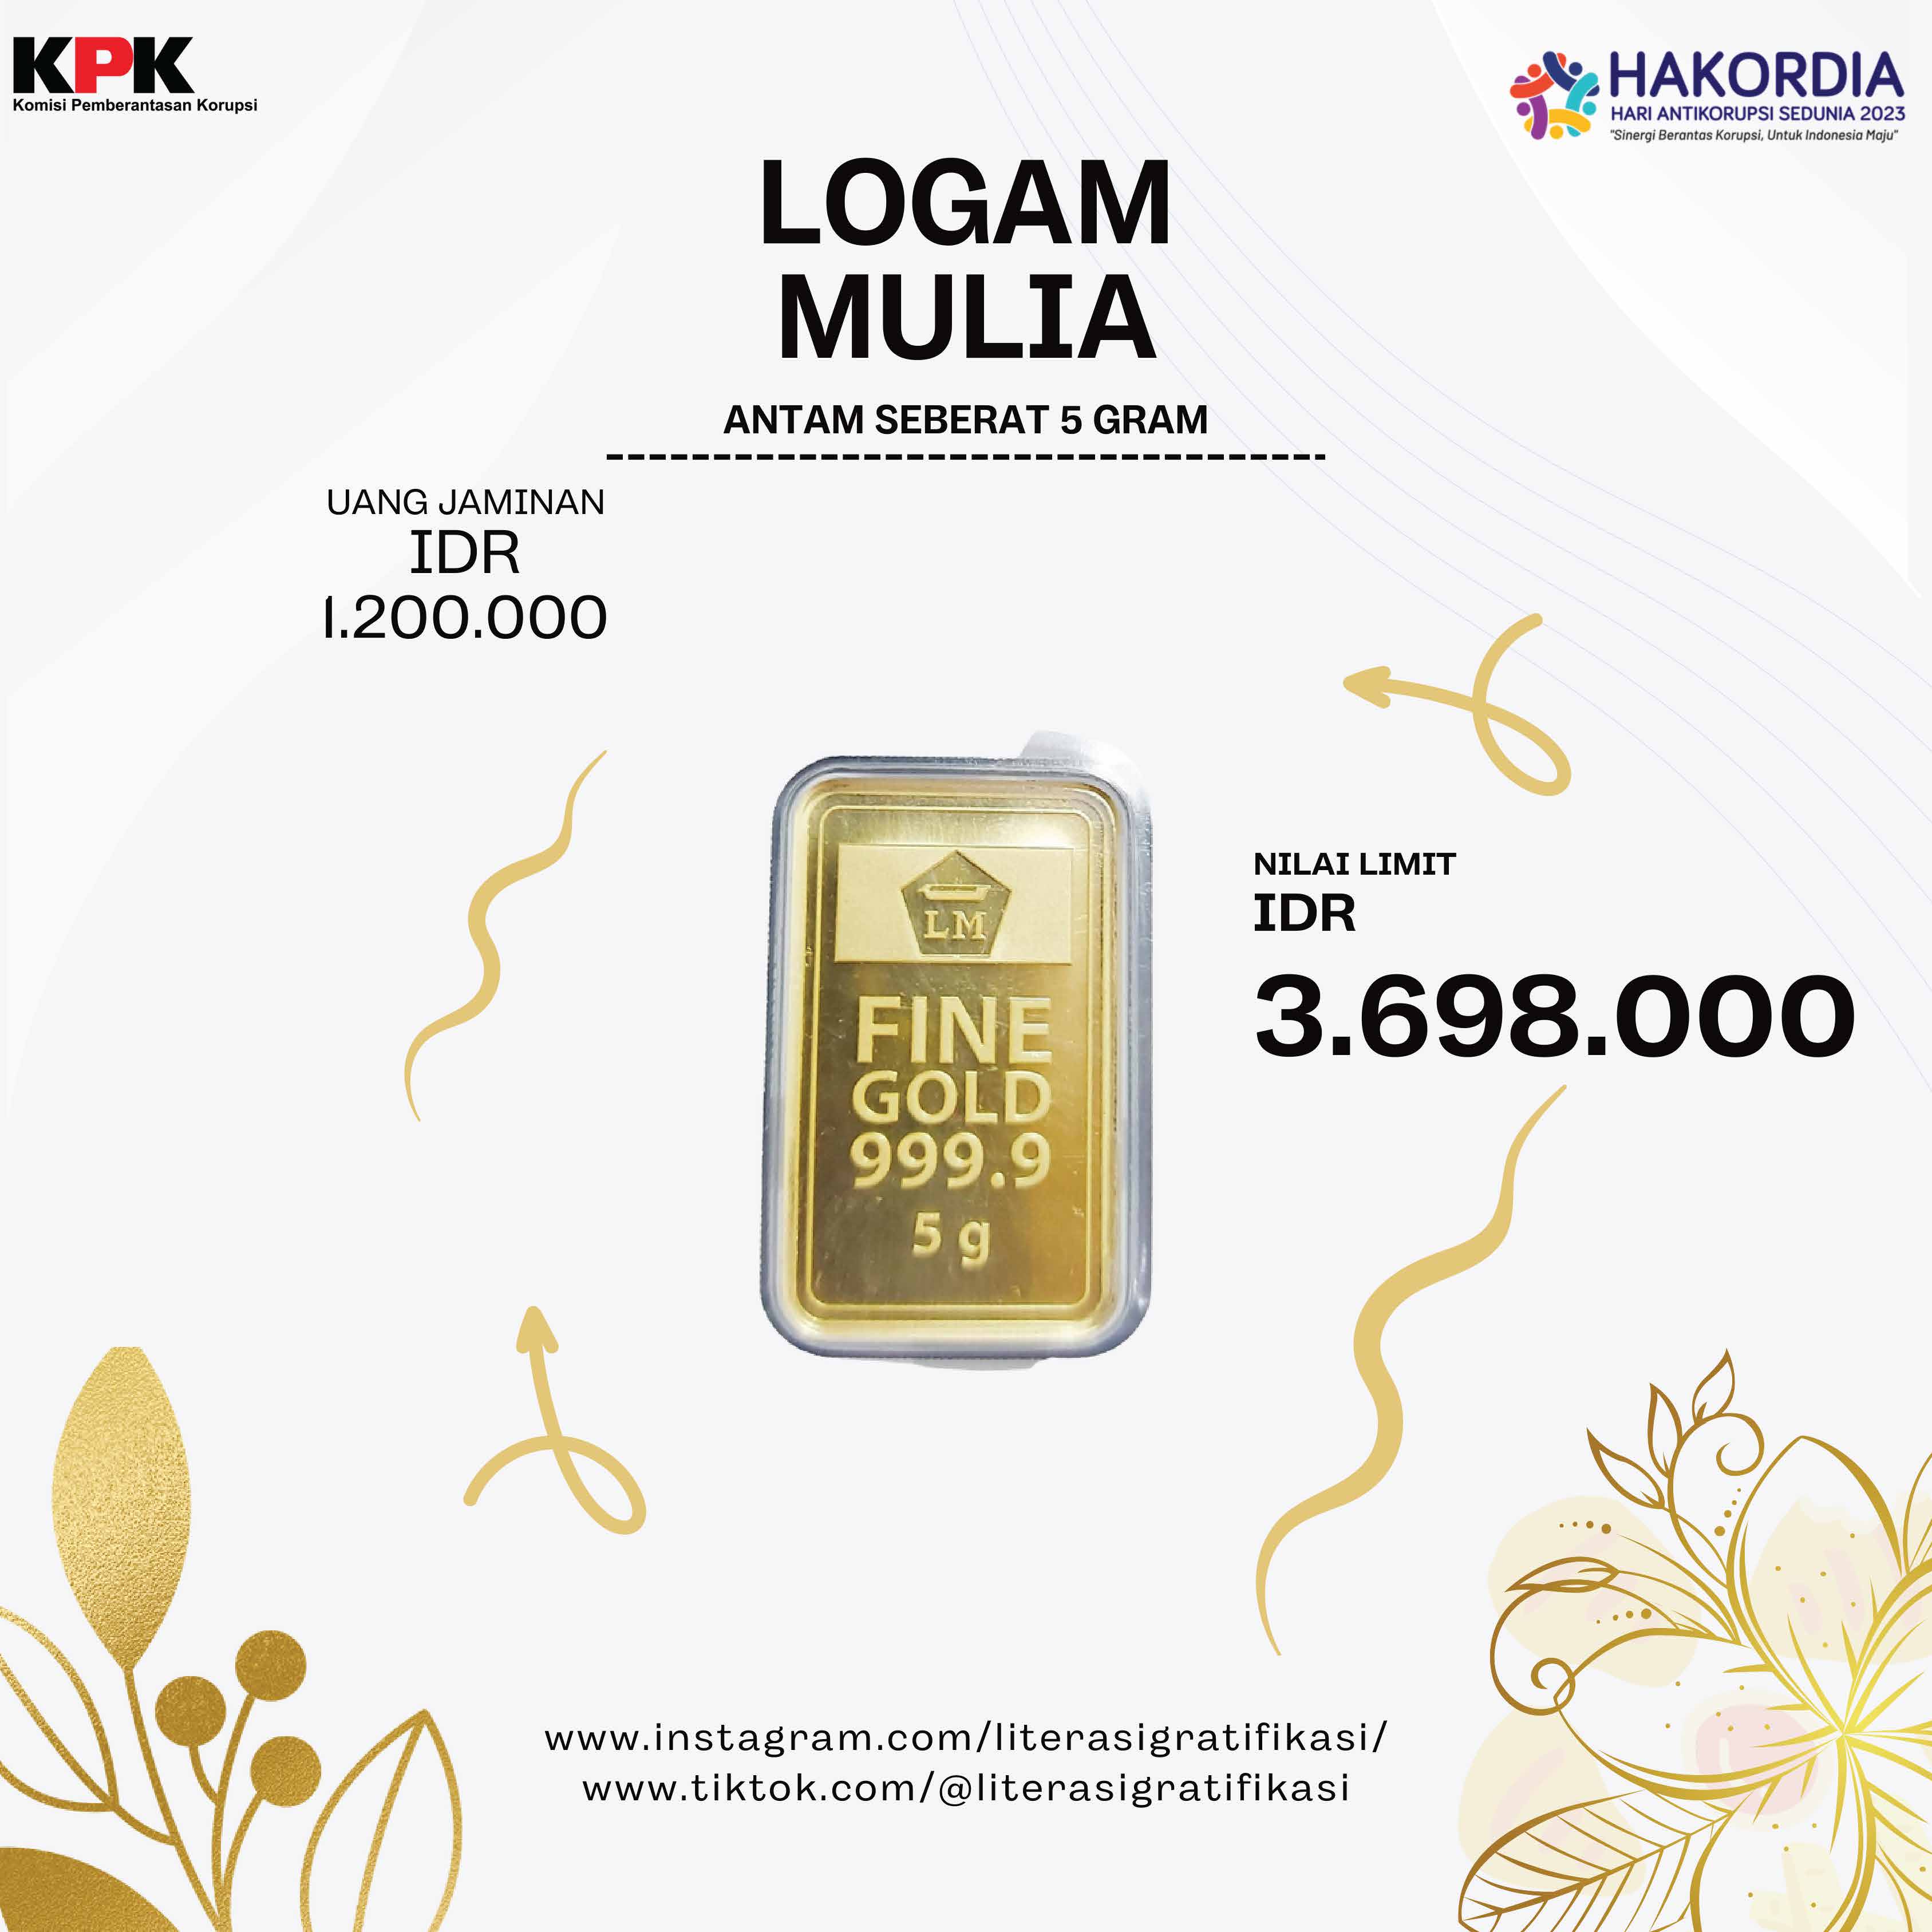 KPK
Komisi Pemberantasan Korupsi
HAKORDIA
HARI ANTIKORUPSI SEDUNIA 2023
"Sinergi Berantas Korupsi, Untuk Indonesia Maju"
LOGAM
MULIA
ANTAM SEBERAT 5 GRAM
UANG JAMINAN
IDR
1.200.000
LM
FINE
GOLD
999.9
5 g
NILAI LIMIT
IDR
3.698.000
www.instagram.com/literasigratifikasi/
www.tiktok.com/@literasigratifikasi